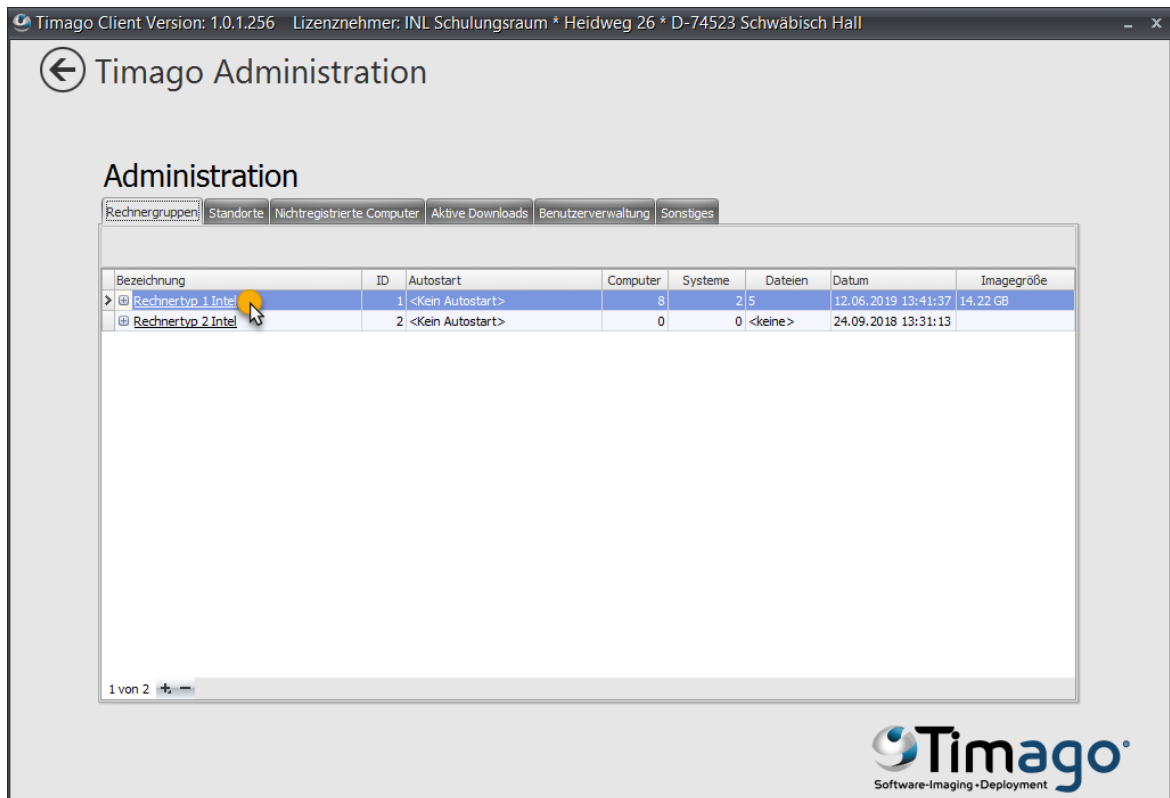 Timago Client Version: 1.0.1.256 Lizenznehmer: INL Schulungsraum * Heidweg 26 * D-74523 Schwäbisch Hall
Timago Administration
Administration
Rechnergruppen Standorte Nichtregistrierte Computer Aktive Downloads Benutzerverwaltung Sonstiges
Bezeichnung ID Autostart Computer Systeme Dateien Datum Imagegröße
Rechnertyp 1 Intel 1 <Kein Autostart> 8 2 5 12.06.2019 13:41:37 14.22 GB
Rechnertyp 2 Intel 2 <Kein Autostart> 0 0 <keine> 24.09.2018 13:31:13
1 von 2
Timago
Software-Imaging+Deployment